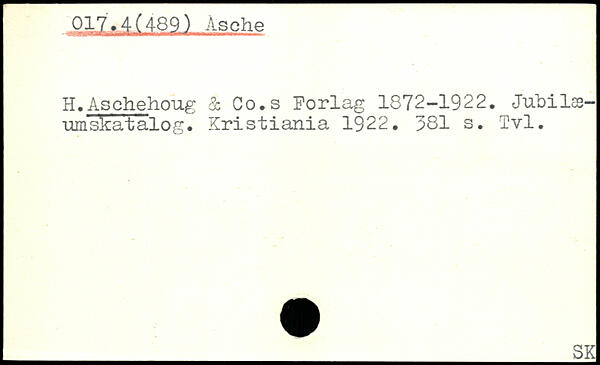 017.4(489) Asche
H.Aschehoug & Co.s Forlag 1872-1922. Jubilæ-
umskatalog. Kristiania 1922. 381 s. Tvl.
SK